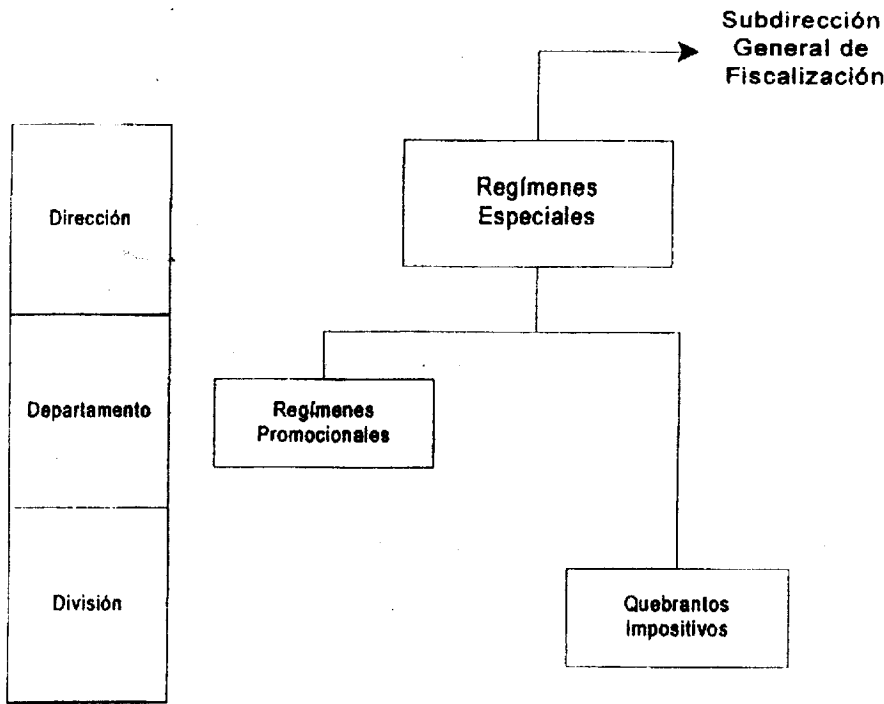 Subdirección
General de
Fiscalización
Dirección
Regímenes
Especiales
Departamento
Regímenes
Promocionales
División
Quebrantos
Impositivos